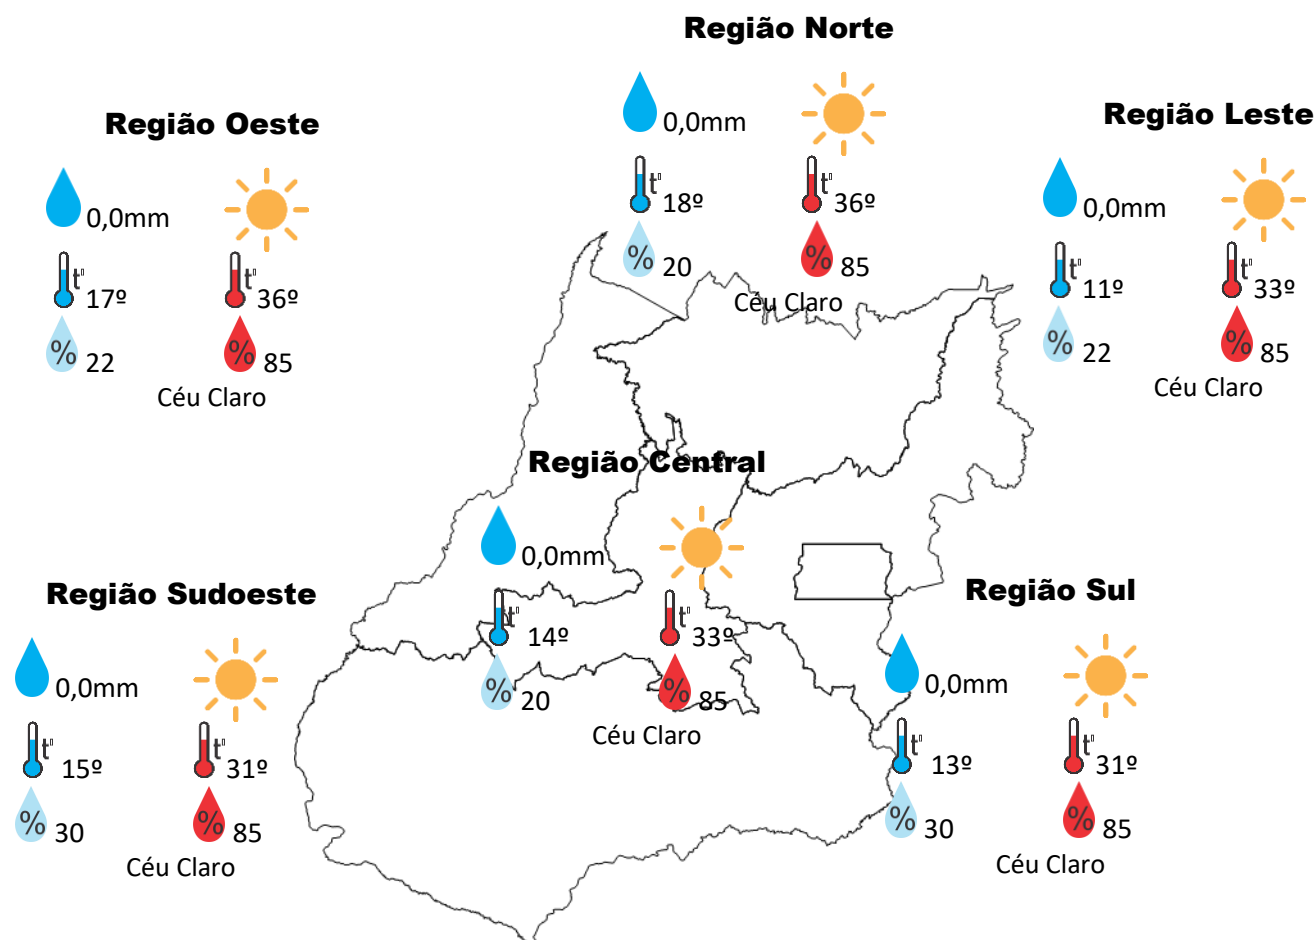 Região Norte
0,0mm
t°
18º
t°
36º
%
20
%
85
Céu Claro
Região Oeste
0,0mm
t°
17º
t°
36º
%
22
%
85
Céu Claro
Região Leste
0,0mm
t°
11º
t°
33º
%
22
%
85
Céu Claro
Região Central
0,0mm
t°
14º
t°
33º
%
20
%
85
Céu Claro
Região Sudoeste
0,0mm
t°
15º
t°
31º
%
30
%
85
Céu Claro
Região Sul
0,0mm
t°
13º
t°
31º
%
30
%
85
Céu Claro